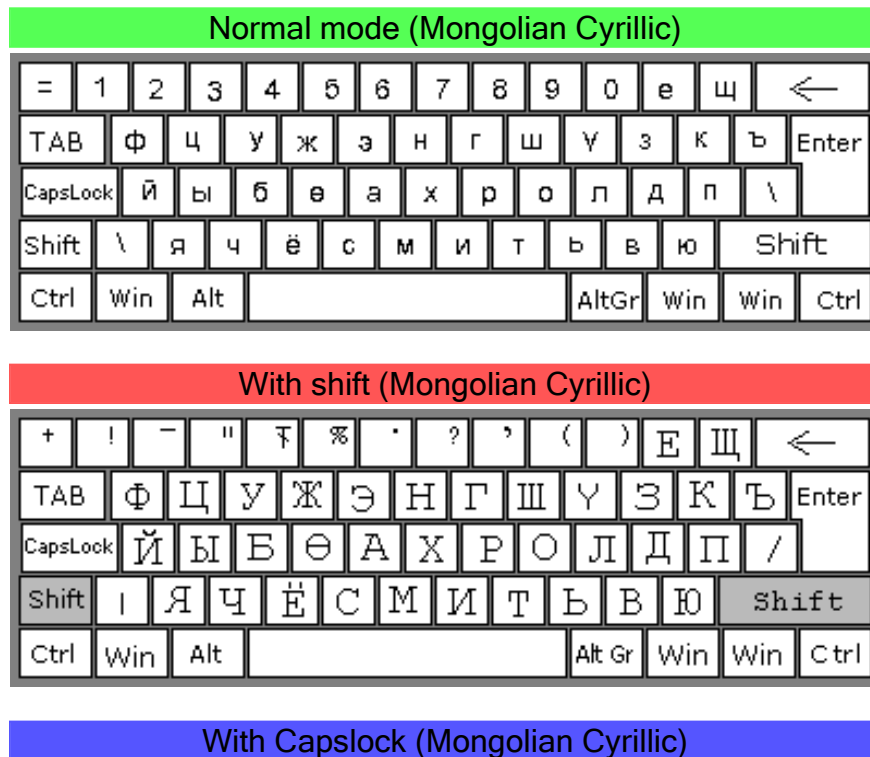 Normal mode (Mongolian Cyrillic)
= 1 2 3 4 5 6 7 8 9 0 е щ
TAB ф ц у ж э н г ш ү з к ъ Enter
CapsLock й ы б ө а х р о л д п \
Shift \ я ч ё с м и т ь в ю Shift
Ctrl Win Alt AltGr Win Win Ctrl
With shift (Mongolian Cyrillic)
+ ! – " ₮ % · ? , ( ) Е Щ
TAB Ф Ц У Ж Э Н Г Ш Ү З К Ъ Enter
CapsLock Й Ы Б Ө А Х Р О Л Д П /
Shift | Я Ч Ё С М И Т Ь В Ю Shift
Ctrl Win Alt Alt Gr Win Win Ctrl
With Capslock (Mongolian Cyrillic)